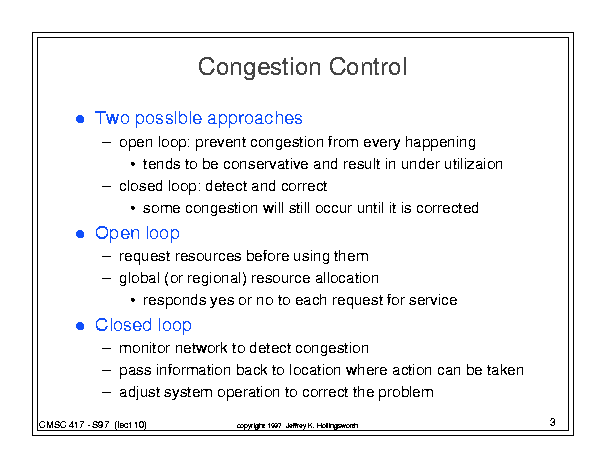 Congestion Control
● Two possible approaches
– open loop: prevent congestion from every happening
• tends to be conservative and result in under utilizaion
– closed loop: detect and correct
• some congestion will still occur until it is corrected
● Open loop
– request resources before using them
– global (or regional) resource allocation
• responds yes or no to each request for service
● Closed loop
– monitor network to detect congestion
– pass information back to location where action can be taken
– adjust system operation to correct the problem
CMSC 417 - S97 (lect 10)
copyright 1997 Jeffrey K. Hollingsworth
3